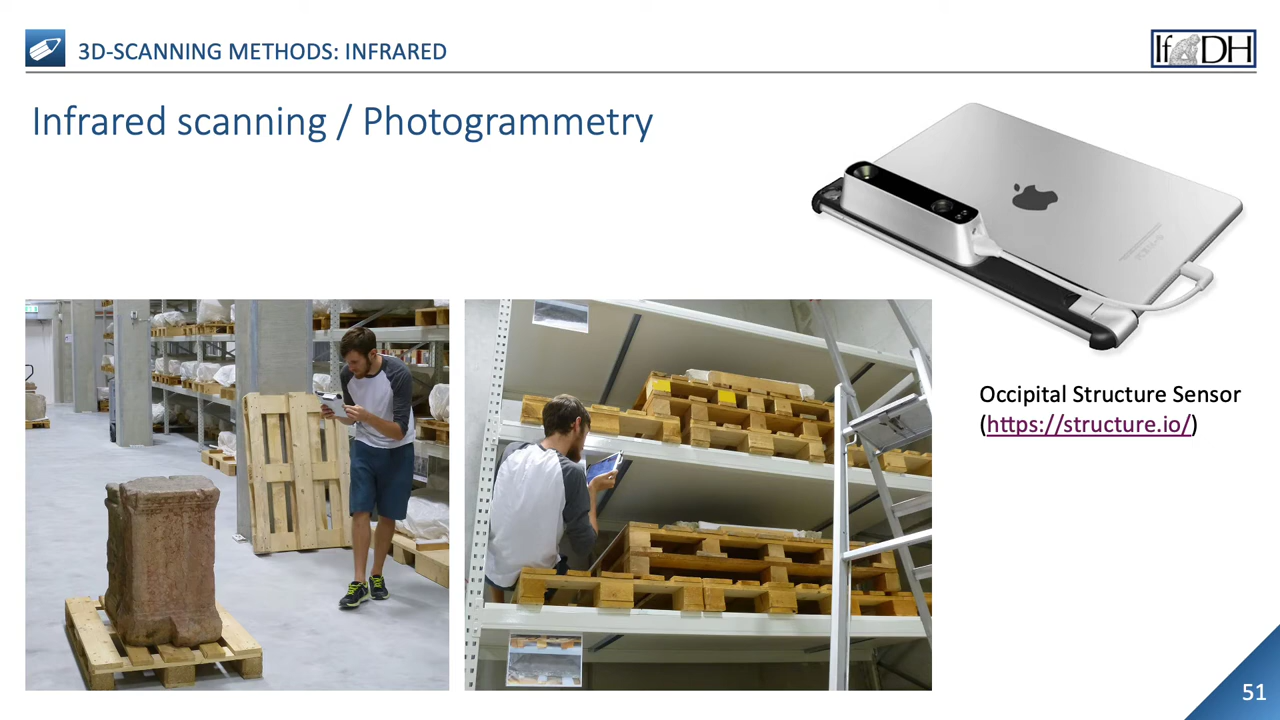 3D-SCANNING METHODS: INFRARED
IfDH
Infrared scanning / Photogrammetry
Occipital Structure Sensor
(https://structure.io/)
51